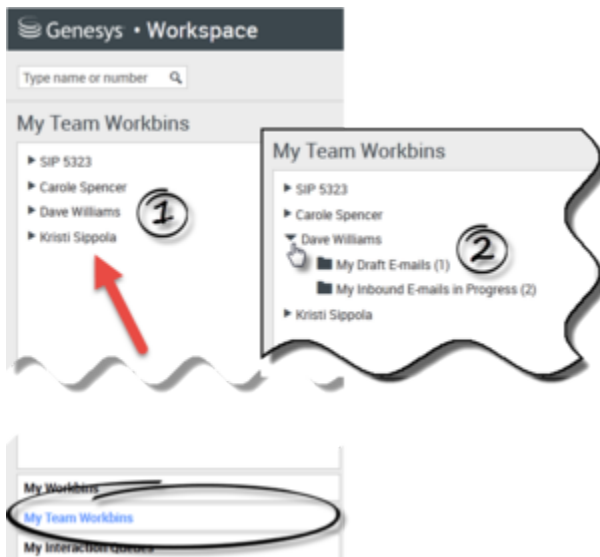 Genesys • Workspace
Type name or number
My Team Workbins
SIP 5323
Carole Spencer
Dave Williams
Kristi Sippola
1
My Team Workbins
SIP 5323
Carole Spencer
Dave Williams
My Draft E-mails (1)
My Inbound E-mails in Progress (2)
Kristi Sippola
2
My Workbins
My Team Workbins
My Interaction Queues